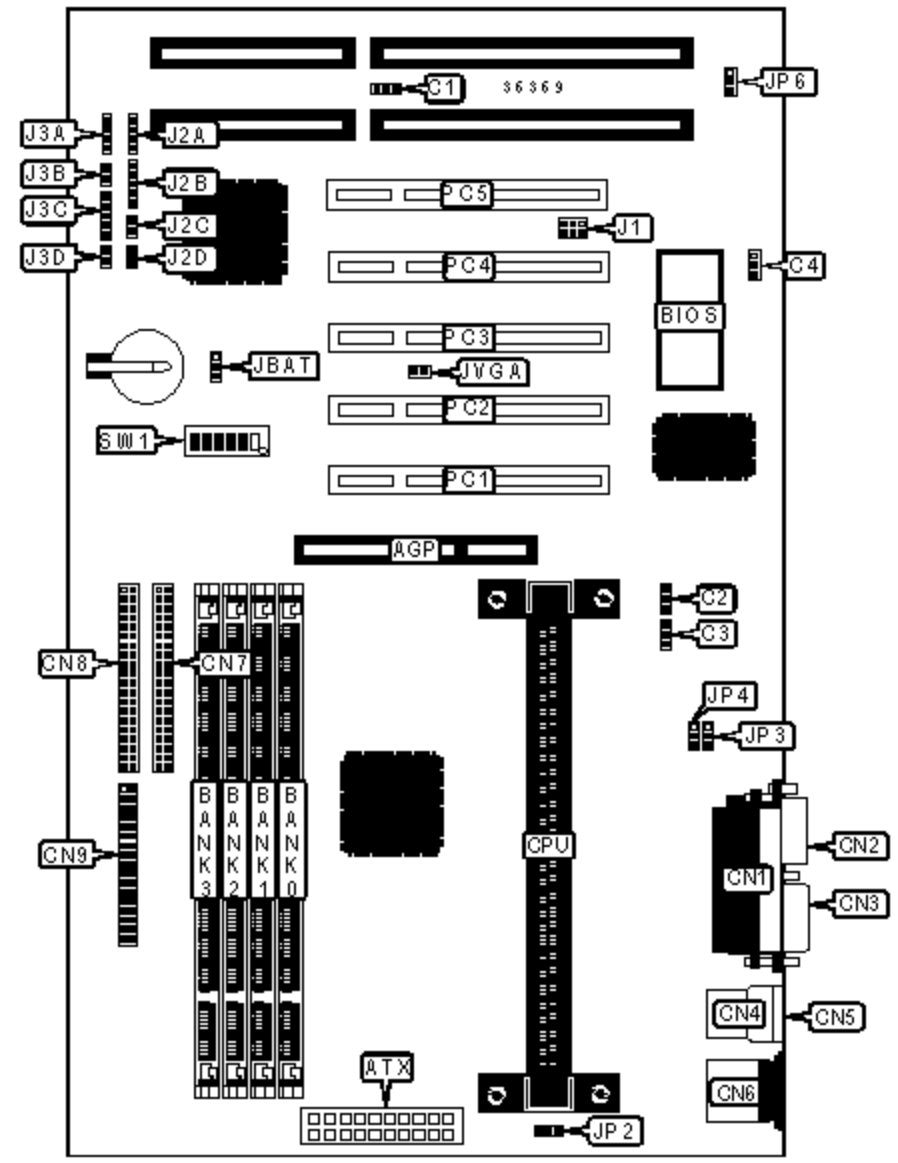 C1
36369
JP6
J3A
J2A
J3B
J2B
J3C
J2C
J3D
J2D
PC5
J1
PC4
C4
BIOS
PC3
JBAT
JVGA
PC2
SW1
PC1
AGP
C2
C3
CN8
CN7
JP4
JP3
BANK3
BANK2
BANK1
BANK0
CPU
CN2
CN9
CN1
CN3
CN4
CN5
ATX
CN6
JP2